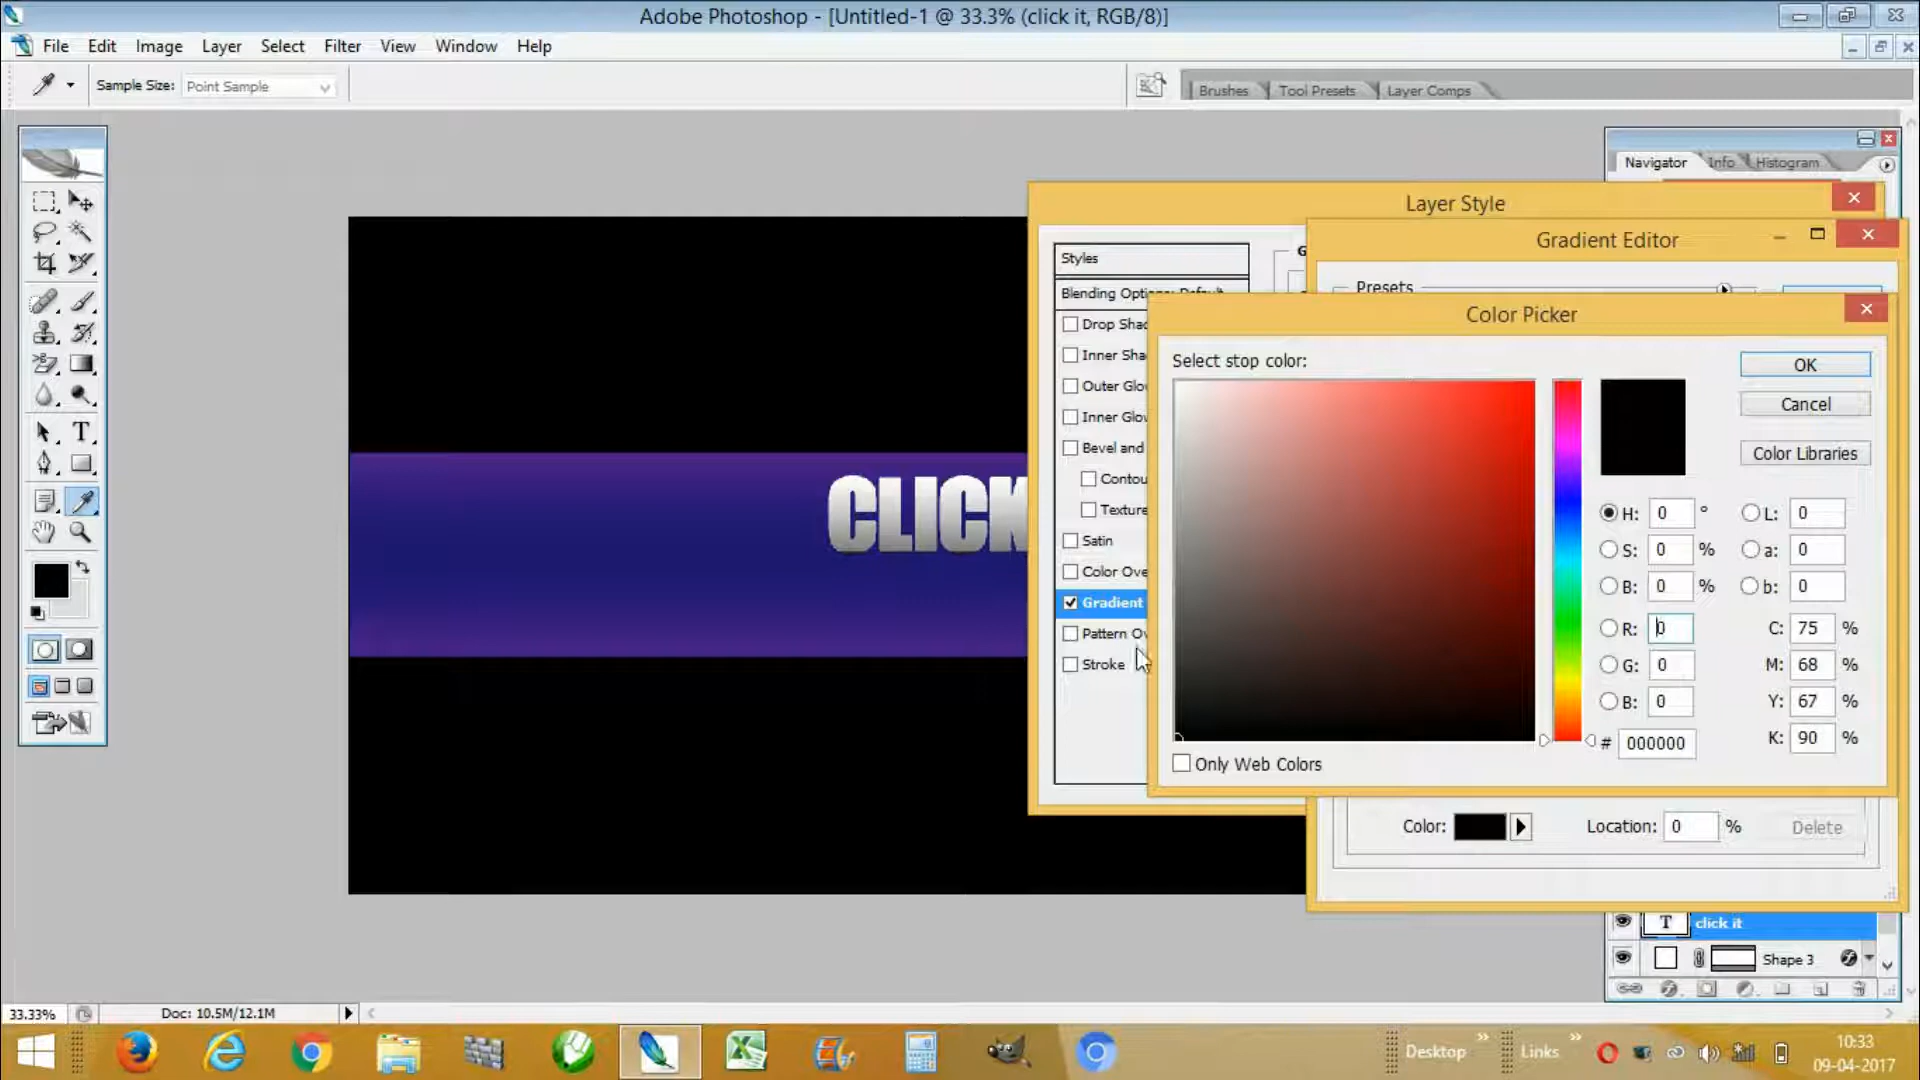 Adobe Photoshop - [Untitled-1 @ 33.3% (click it, RGB/8)]
File Edit Image Layer Select Filter View Window Help
Sample Size: Point Sample
Brushes Tool Presets Layer Comps
Navigator Info Histogram
Layer Style
Gradient Editor
Styles
Presets
Blending Options: Default
Color Picker
Drop Shad
Select stop color:
Inner Sha
OK
Outer Glo
Cancel
Inner Glow
Bevel and
Color Libraries
Contou
Texture
CLICK
H: 0 ° L: 0
Satin
S: 0 % a: 0
Color Ove
B: 0 % b: 0
Gradient
R: 0 C: 75 %
Pattern Ov
Stroke
G: 0 M: 68 %
B: 0 Y: 67 %
# 000000 K: 90 %
Only Web Colors
Color: Location: 0 % Delete
T click it
Shape 3
33.33% Doc: 10.5M/12.1M
Desktop » Links »
10:33
09-04-2017